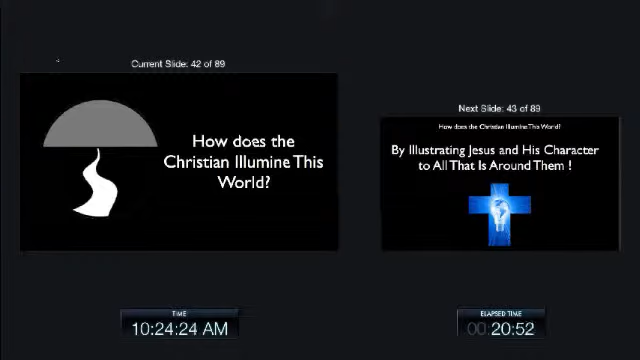 Current Slide: 42 of 89
How does the
Christian Illumine This
World?
Next Slide: 43 of 89
How does the Christian Illumine This World?
By Illustrating Jesus and His Character
to All That Is Around Them !
TIME
10:24:24 AM
ELAPSED TIME
00:20:52